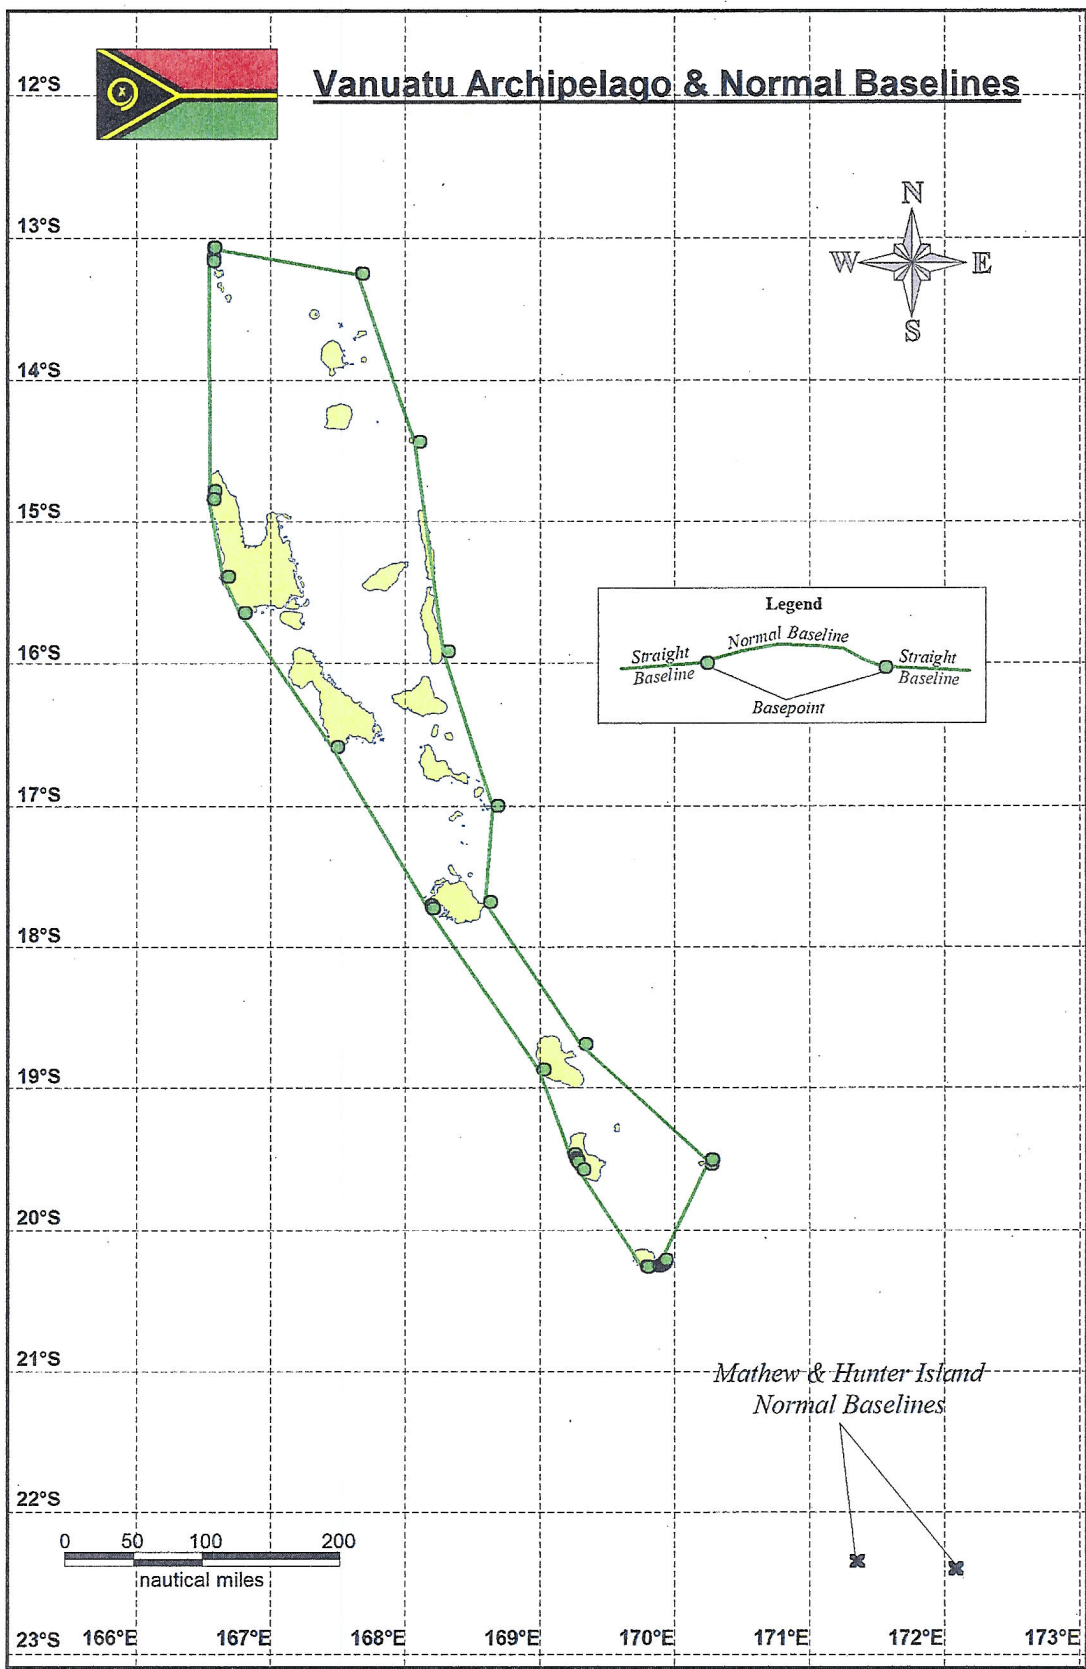 Vanuatu Archipelago & Normal Baselines
12°S
N
13°S
W E
S
14°S
15°S
Legend
Normal Baseline
Straight Baseline
Straight Baseline
Basepoint
16°S
17°S
18°S
19°S
20°S
21°S
Mathew & Hunter Island
Normal Baselines
22°S
0 50 100 200
nautical miles
23°S 166°E 167°E 168°E 169°E 170°E 171°E 172°E 173°E